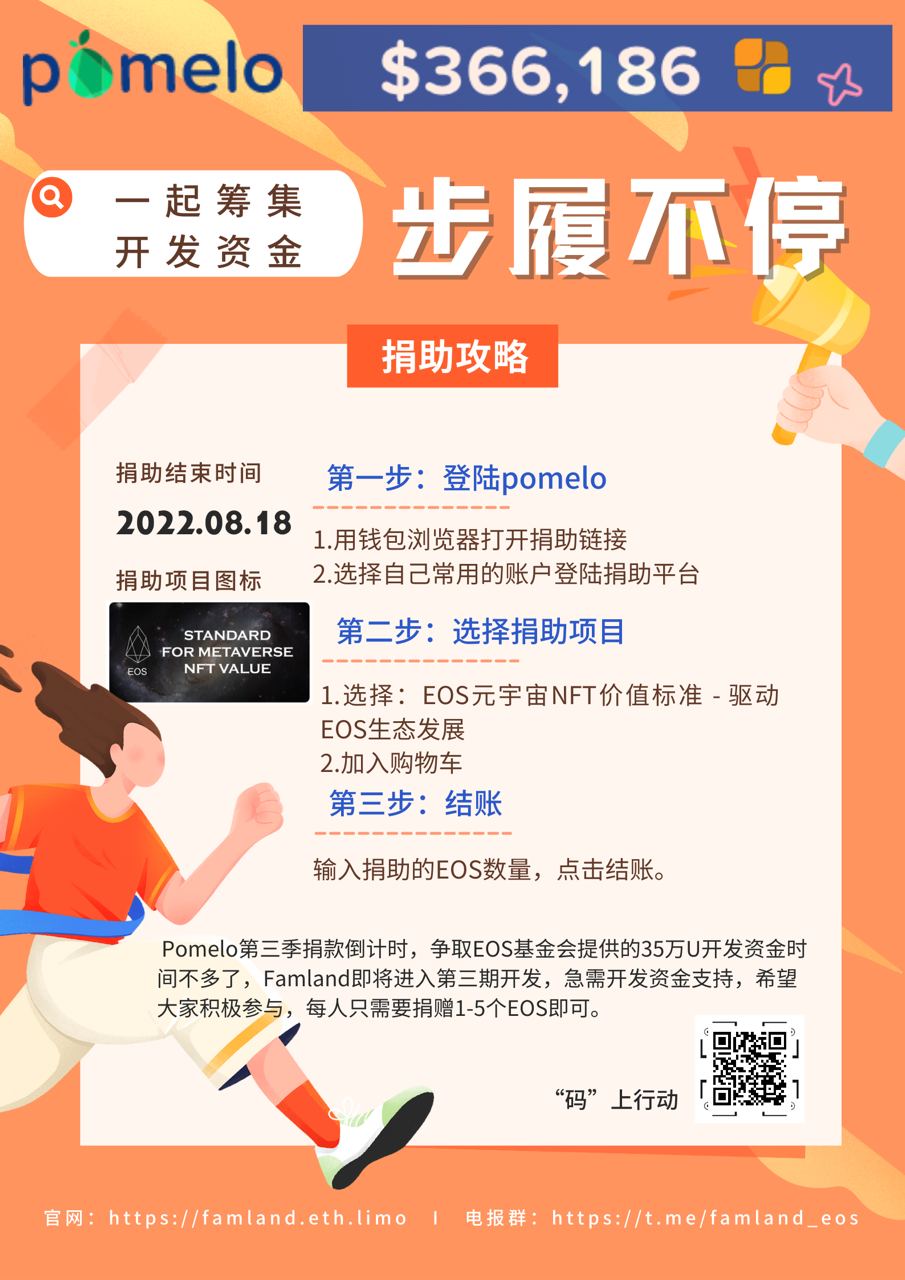 pomelo
$366,186
一起筹集
开发资金
步履不停
捐助攻略
捐助结束时间
2022.08.18
捐助项目图标
EOS
STANDARD
FOR METAVERSE
NFT VALUE
第一步：登陆pomelo
1.用钱包浏览器打开捐助链接
2.选择自己常用的账户登陆捐助平台
第二步：选择捐助项目
1.选择：EOS元宇宙NFT价值标准 - 驱动
EOS生态发展
2.加入购物车
第三步：结账
输入捐助的EOS数量，点击结账。
Pomelo第三季捐款倒计时，争取EOS基金会提供的35万U开发资金时
间不多了，Famland即将进入第三期开发，急需开发资金支持，希望
大家积极参与，每人只需要捐赠1-5个EOS即可。
“码”上行动
官网：https://famland.eth.limo I 电报群：https://t.me/famland_eos